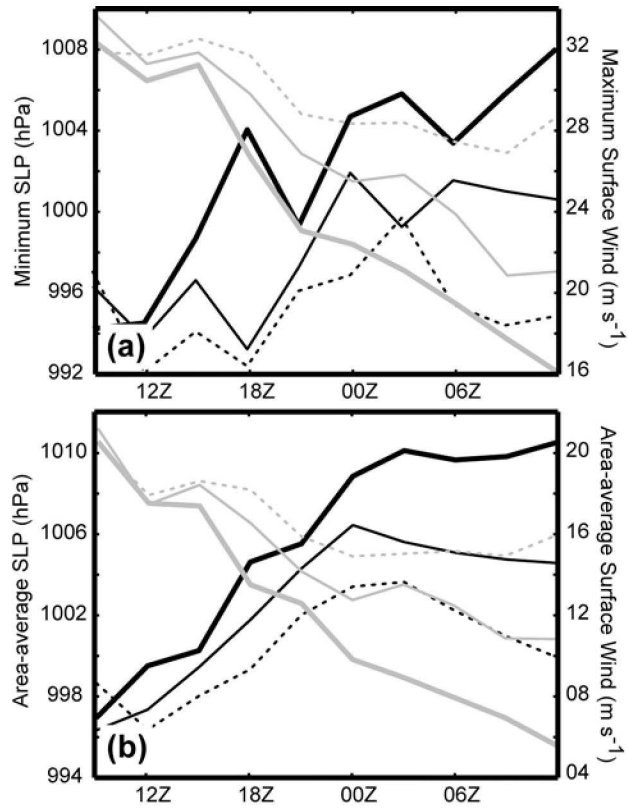 1008
1004
1000
996
992
Minimum SLP (hPa)
32
28
24
20
16
Maximum Surface Wind (m s-1)
(a)
12Z 18Z 00Z 06Z
1010
1006
1002
998
994
Area-average SLP (hPa)
20
16
12
08
04
Area-average Surface Wind (m s-1)
(b)
12Z 18Z 00Z 06Z